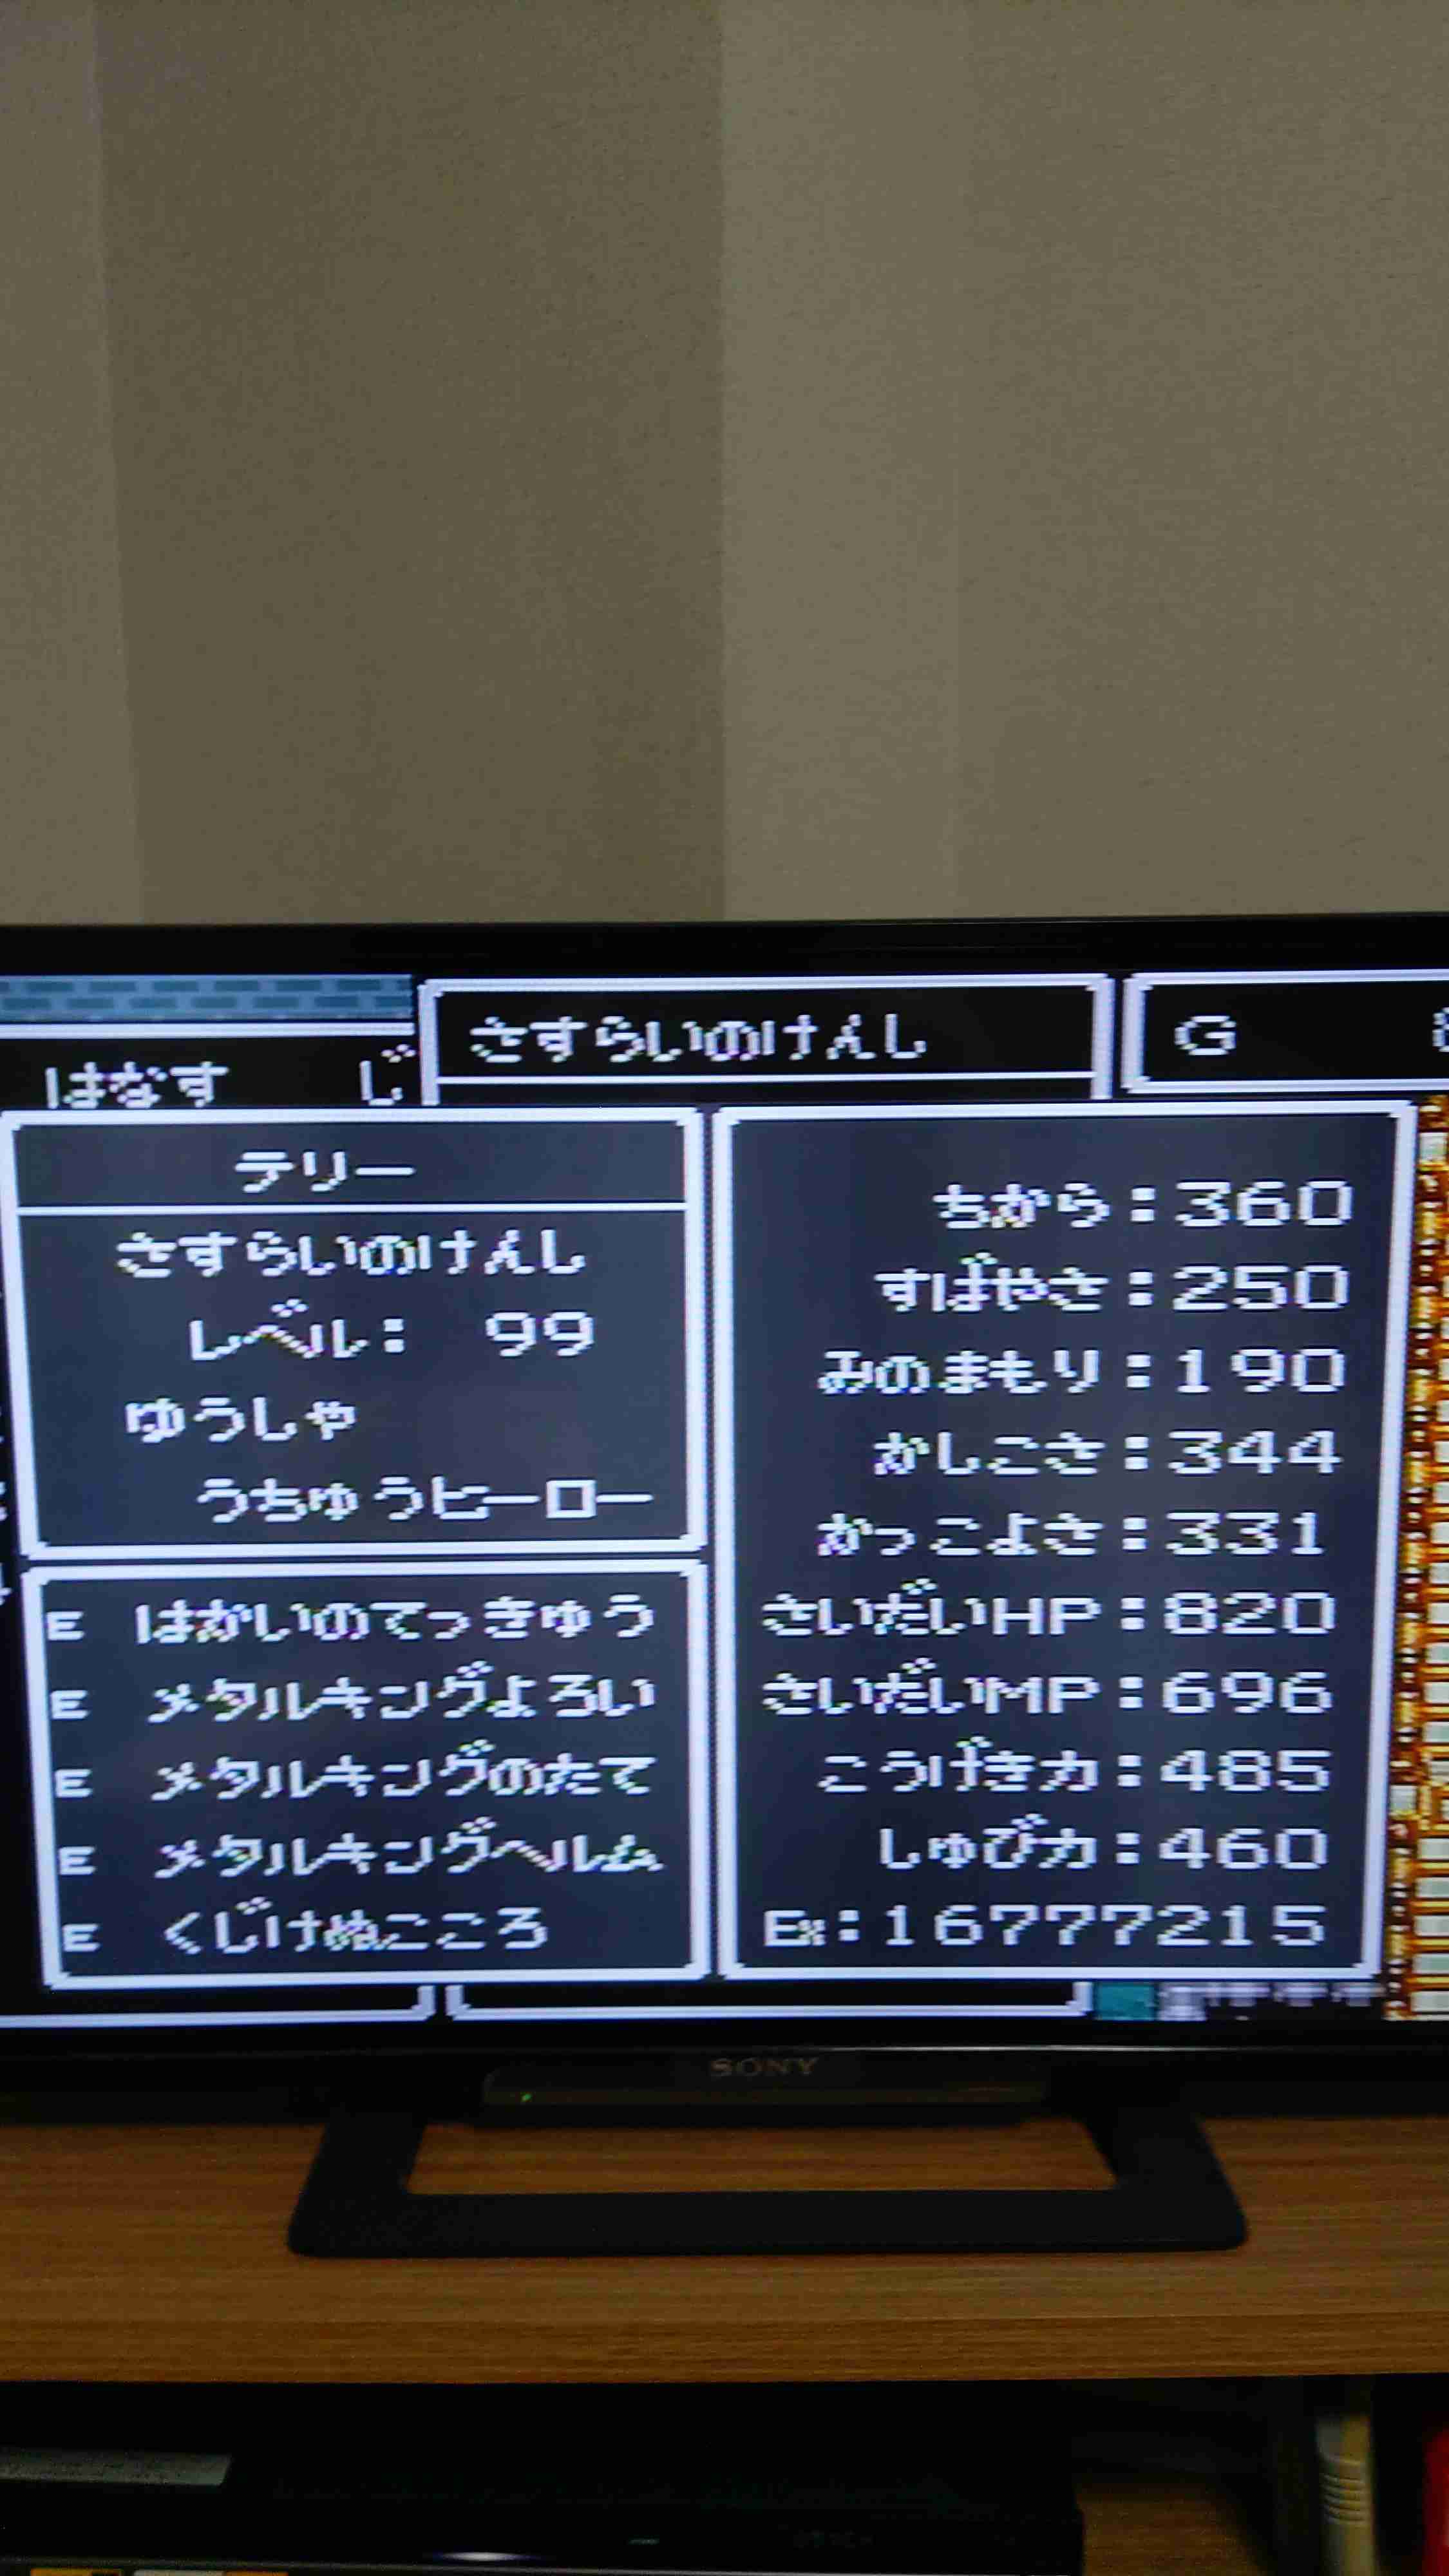 さすらいのけんし
G
はなす じ
テリー
さすらいのけんし
レベル: 99
ゆうしゃ
うちゅうヒーロー
E はかいのてっきゅう
E メタルキングよろい
E メタルキングのたて
E メタルキングヘルム
E くじけぬこころ
ちから:360
すばやさ:250
みのまもり:190
かしこさ:344
かっこよさ:331
さいだいHP:820
さいだいMP:696
こうげき力:485
しゅび力:460
Ex:16777215
SONY